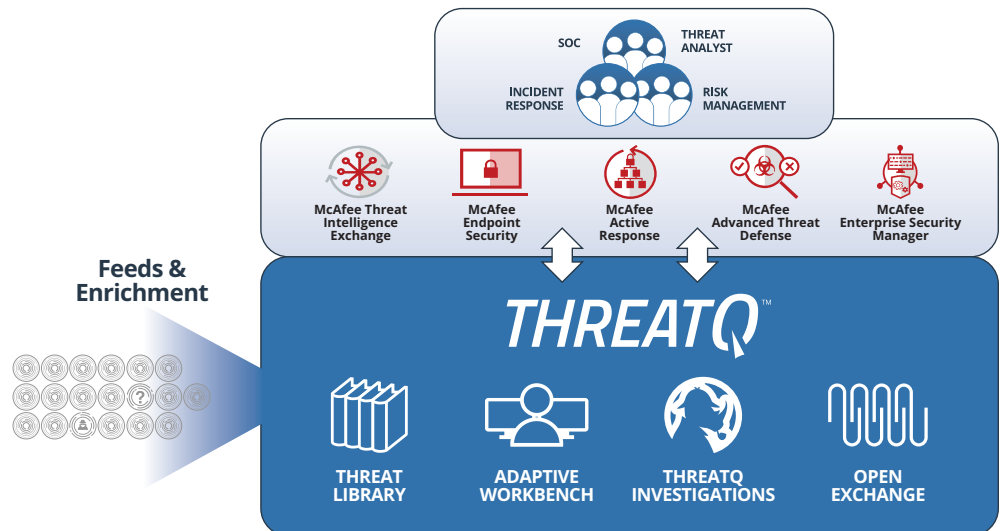 SOC
THREAT
ANALYST
INCIDENT
RESPONSE
RISK
MANAGEMENT
McAfee Threat
Intelligence
Exchange
McAfee
Endpoint
Security
McAfee
Active
Response
McAfee
Advanced Threat
Defense
McAfee
Enterprise Security
Manager
Feeds &
Enrichment
THREATQ™
?
THREAT
LIBRARY
ADAPTIVE
WORKBENCH
THREATQ
INVESTIGATIONS
OPEN
EXCHANGE